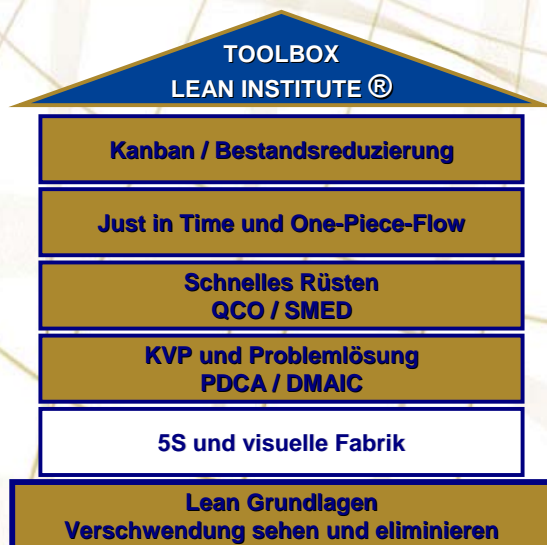 TOOLBOX
LEAN INSTITUTE ®
Kanban / Bestandsreduzierung
Just in Time und One-Piece-Flow
Schnelles Rüsten
QCO / SMED
KVP und Problemlösung
PDCA / DMAIC
5S und visuelle Fabrik
Lean Grundlagen
Verschwendung sehen und eliminieren